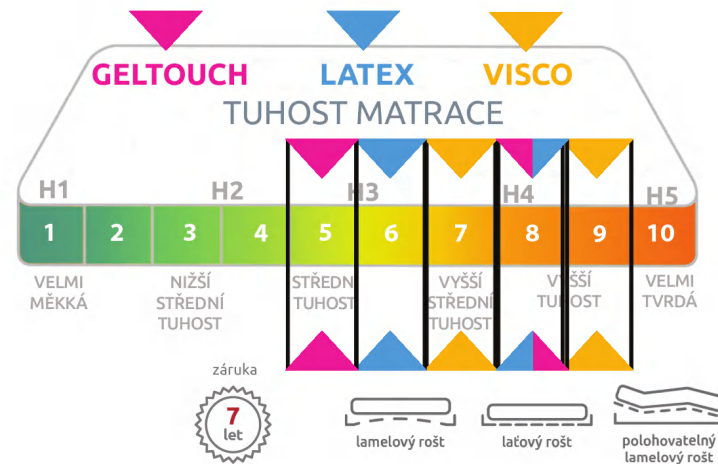 GELTOUCH LATEX VISCO
TUHOST MATRACE
H1 H2 H3 H4 H5
1 2 3 4 5 6 7 8 9 10
VELMI MĚKKÁ
NIŽŠÍ STŘEDNÍ TUHOST
STŘEDN TUHOST
VYŠŠÍ STŘEDNÍ TUHOST
TUHOST
VELMI TVRDÁ
záruka
7
let
lamelový rošt
laťový rošt
polohovatelný
lamelový rošt